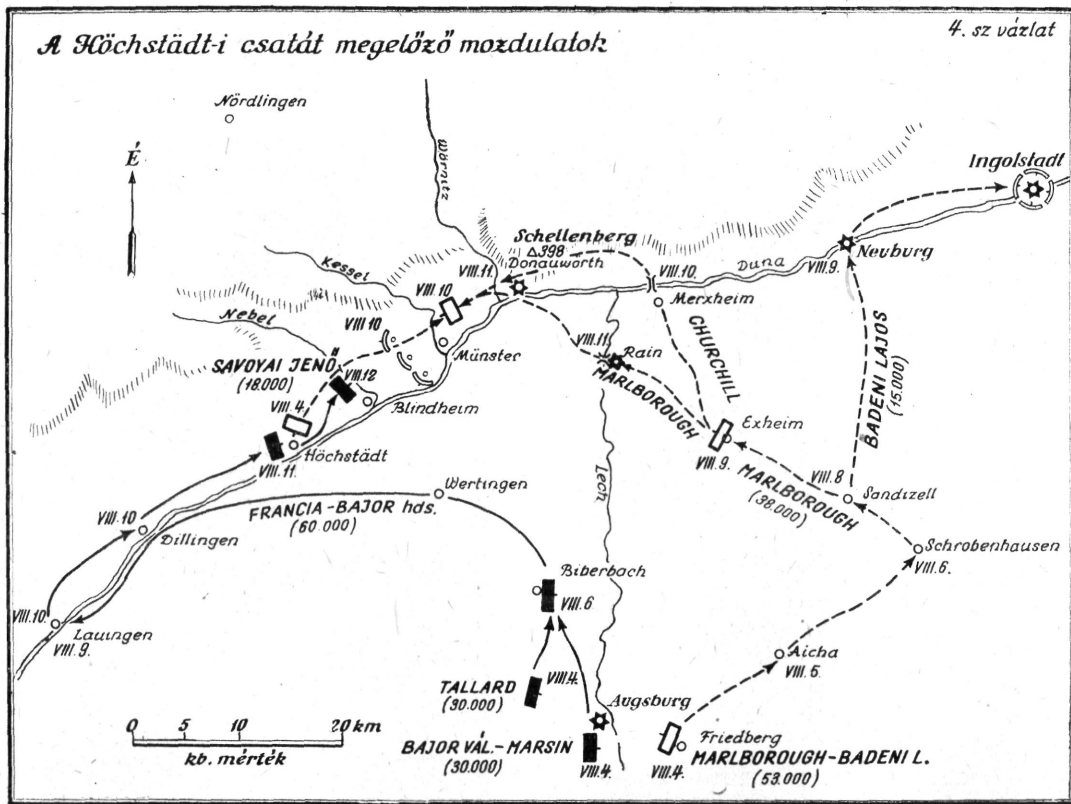 A Höchstädt-i csatát megelőző mozdulatok
4. sz vázlat
Nördlingen
É
Wörnitz
Ingolstadt
Schellenberg
△398
Donauwörth
Kessel
VIII.11.
VIII.10
VIII.10.
Duna
VIII.9.
Neuburg
Merxheim
Nebel
VIII 10
Münster
SAVOYAI JENŐ
(18.000)
VIII.12
Blindheim
VIII.4.
Höchstädt
VIII.11.
VIII.11.
Rain
CHURCHILL
MARLBOROUGH
BADENI LAJOS
(15.000)
Exheim
VIII.9.
MARLBOROUGH
(38.000)
VIII.8
Sandizell
Lech
Wertingen
FRANCIA-BAJOR hds.
(60.000)
VIII.10
Dillingen
Schrobenhausen
VIII.6.
Biberbach
VIII.6
VIII.10.
Lauingen
VIII.9.
Aicha
VIII.5.
TALLARD
(30.000)
VIII.4.
Augsburg
BAJOR VÁL.-MARSIN
(30.000)
VIII.4.
Friedberg
VIII.4.
MARLBOROUGH-BADENI L.
(53.000)
0 5 10 20 km
kb. mérték